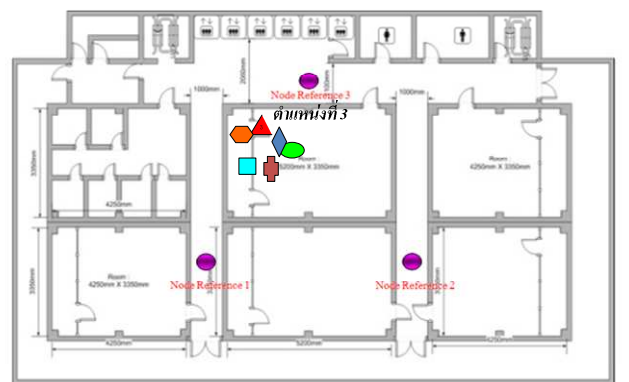 2000mm
1000mm
1000mm
Node Reference 3
ตำแหน่งที่ 3
3350mm
Room :
5200mm X 3350mm
Room :
4250mm X 3350mm
4250mm
Node Reference 1
Node Reference 2
3350mm
Room :
4250mm X 3350mm
4250mm
5200mm
4250mm